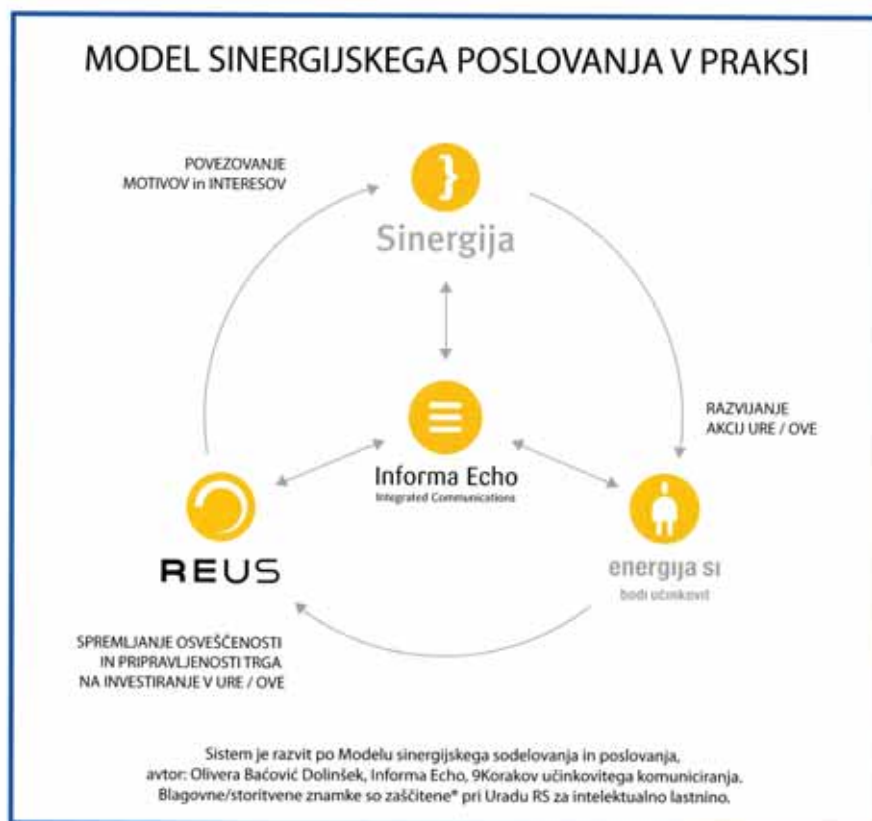 MODEL SINERGIJSKEGA POSLOVANJA V PRAKSI
POVEZOVANJE
MOTIVOV in INTERESOV
}
Sinergija
RAZVIJANJE
AKCIJ URE / OVE
Informa Echo
Integrated Communications
REUS
energija si
bodi učinkovit
SPREMLJANJE OSVEŠČENOSTI
IN PRIPRAVLJENOSTI TRGA
NA INVESTIRANJE V URE / OVE
Sistem je razvit po Modelu sinergijskega sodelovanja in poslovanja,
avtor: Olivera Baćović Dolinšek, Informa Echo, 9Korakov učinkovitega komuniciranja.
Blagovne/storitvene znamke so zaščitene® pri Uradu RS za intelektualno lastnino.